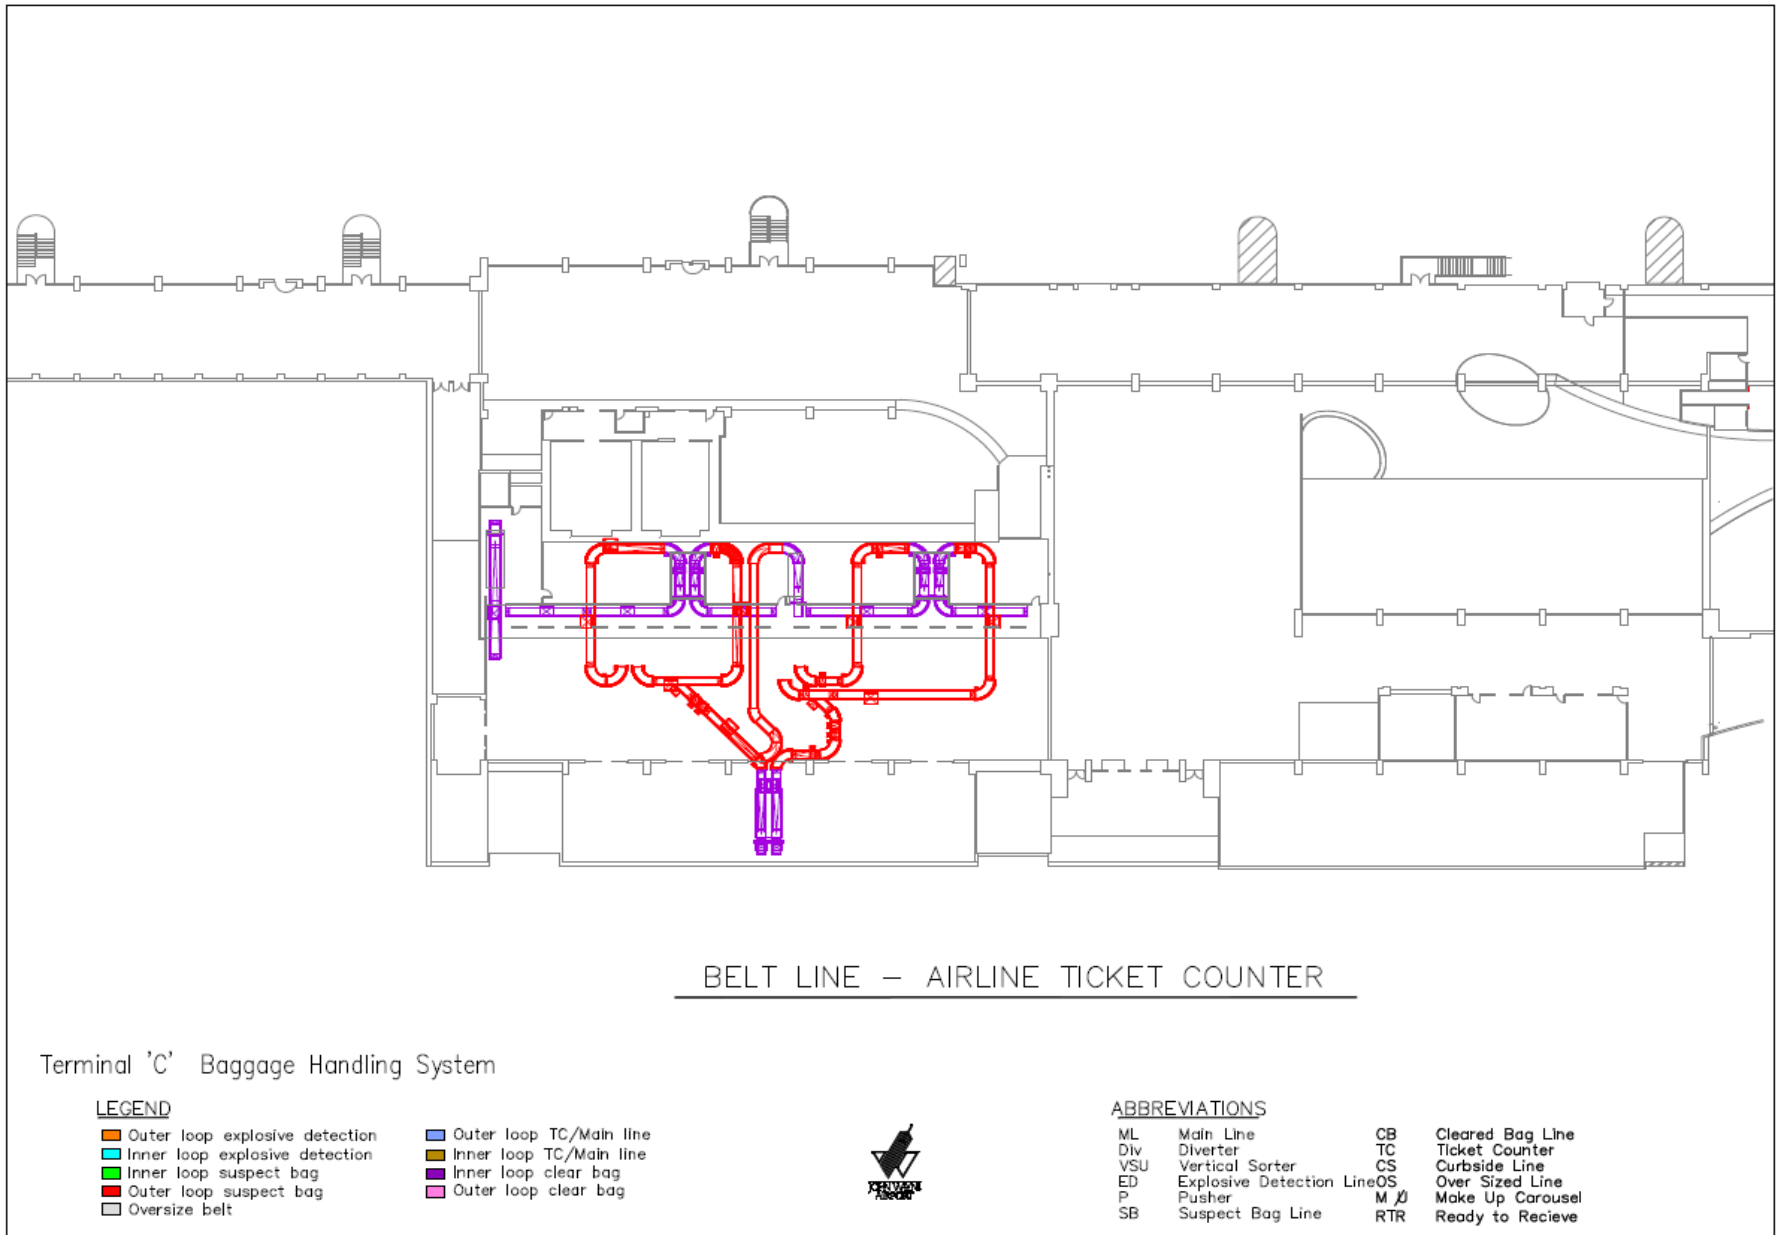 BELT LINE – AIRLINE TICKET COUNTER
Terminal 'C' Baggage Handling System
LEGEND
Outer loop explosive detection
Inner loop explosive detection
Inner loop suspect bag
Outer loop suspect bag
Oversize belt
Outer loop TC/Main line
Inner loop TC/Main line
Inner loop clear bag
Outer loop clear bag
ABBREVIATIONS
ML Main Line
Div Diverter
VSU Vertical Sorter
ED Explosive Detection Line
P Pusher
SB Suspect Bag Line
CB Cleared Bag Line
TC Ticket Counter
CS Curbside Line
OS Over Sized Line
M /U Make Up Carousel
RTR Ready to Recieve